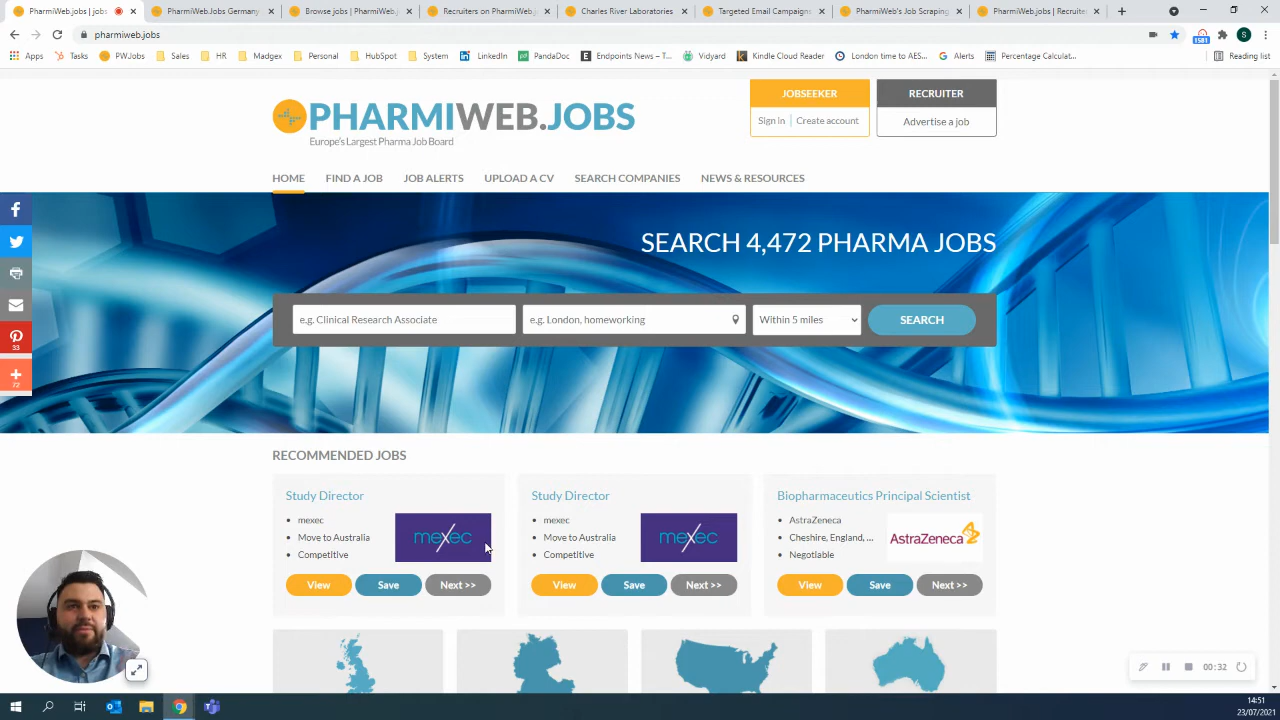 PharmiWeb.jobs | jobs
PharmiWeb.Jobs Germany
Browse jobs | PharmiWeb.j
Recruiters on PharmiWeb.j
Charles River Laboratories
Targeted Email Campaigns
PharmiWeb's Job Scraping
PharmiWeb.jobs | Recruiter
pharmiweb.jobs
1581
S
Apps
Tasks
PWJobs
Sales
HR
Madgex
Personal
HubSpot
System
LinkedIn
PandaDoc
Endpoints News – T...
Vidyard
Kindle Cloud Reader
London time to AES...
Alerts
Percentage Calculat...
Reading list
PHARMIWEB.JOBS
Europe's Largest Pharma Job Board
JOBSEEKER
Sign in | Create account
RECRUITER
Advertise a job
HOME
FIND A JOB
JOB ALERTS
UPLOAD A CV
SEARCH COMPANIES
NEWS & RESOURCES
33
72
SEARCH 4,472 PHARMA JOBS
e.g. Clinical Research Associate
e.g. London, homeworking
Within 5 miles
SEARCH
RECOMMENDED JOBS
Study Director
• mexec
• Move to Australia
• Competitive
mexec
View
Save
Next >>
Study Director
• mexec
• Move to Australia
• Competitive
mexec
View
Save
Next >>
Biopharmaceutics Principal Scientist
• AstraZeneca
• Cheshire, England, ...
• Negotiable
AstraZeneca
View
Save
Next >>
00:32
14:51
23/07/2021